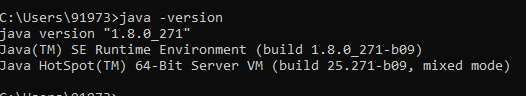 C:\Users\91973>java -version
java version "1.8.0_271"
Java(TM) SE Runtime Environment (build 1.8.0_271-b09)
Java HotSpot(TM) 64-Bit Server VM (build 25.271-b09, mixed mode)